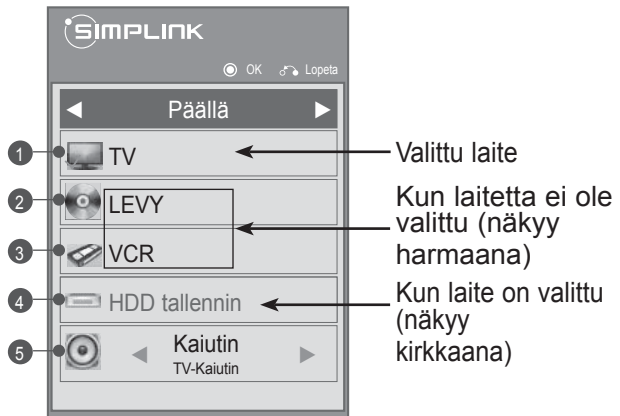 SIMPLINK
OK Lopeta
Päällä
1 TV
Valittu laite
2 LEVY
3 VCR
Kun laitetta ei ole
valittu (näkyy
harmaana)
4 HDD tallennin
Kun laite on valittu
(näkyy
kirkkaana)
5 Kaiutin
TV-Kaiutin